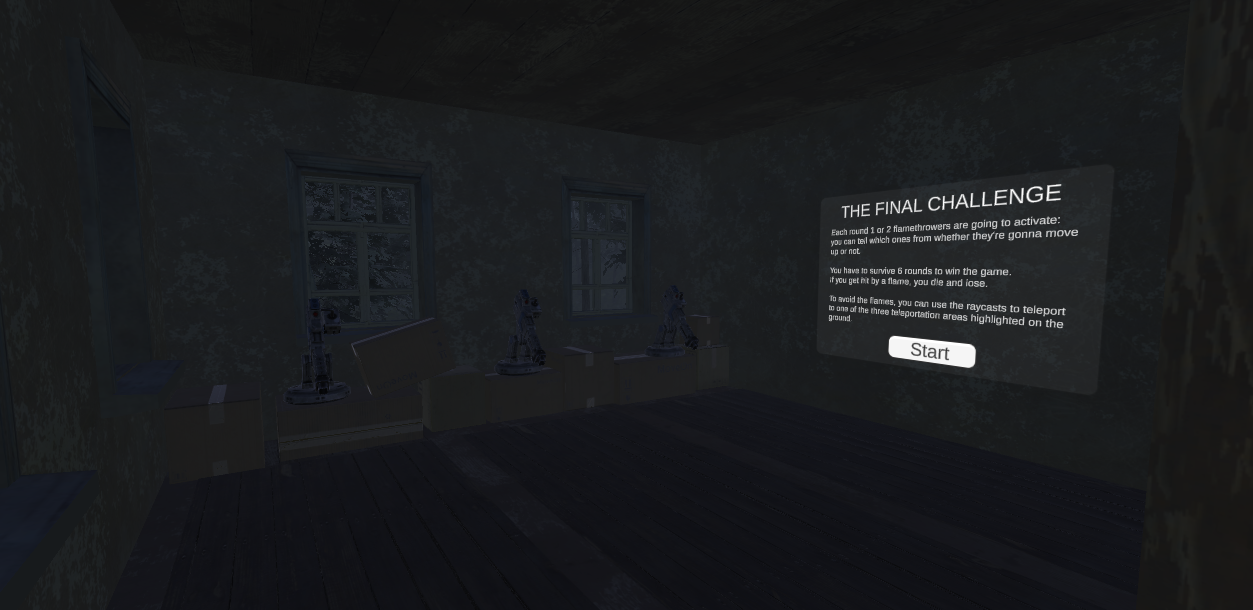 THE FINAL CHALLENGE
Each round 1 or 2 flamethrowers are going to activate:
you can tell which ones from whether they're gonna move
up or not.
You have to survive 6 rounds to win the game.
If you get hit by a flame, you die and lose.
To avoid the flames, you can use the raycasts to teleport
to one of the three teleportation areas highlighted on the
ground.
Start